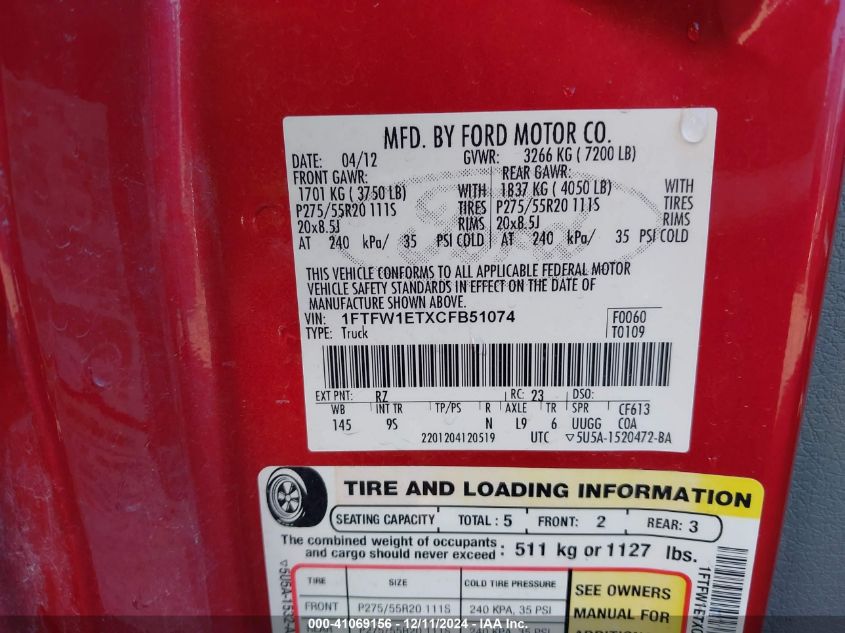 MFD. BY FORD MOTOR CO.
DATE: 04/12 GVWR: 3266 KG ( 7200 LB)
FRONT GAWR: REAR GAWR:
1701 KG ( 3750 LB) WITH 1837 KG ( 4050 LB) WITH
P275/55R20 111S TIRES P275/55R20 111S TIRES
20x8.5J RIMS 20x8.5J RIMS
AT 240 kPa/ 35 PSI COLD AT 240 kPa/ 35 PSI COLD
THIS VEHICLE CONFORMS TO ALL APPLICABLE FEDERAL MOTOR
VEHICLE SAFETY STANDARDS IN EFFECT ON THE DATE OF
MANUFACTURE SHOWN ABOVE.
VIN: 1FTFW1ETXCFB51074 F0060
TYPE: Truck T0109
EXT PNT: RZ RC: 23 DSO:
WB INT TR TP/PS R AXLE TR SPR CF613
145 9S N L9 6 UUGG COA
2201204120519 UTC ▽5U5A-1520472-BA
TIRE AND LOADING INFORMATION
SEATING CAPACITY TOTAL : 5 FRONT: 2 REAR: 3
The combined weight of occupants
and cargo should never exceed : 511 kg or 1127 lbs.
TIRE SIZE COLD TIRE PRESSURE SEE OWNERS
FRONT P275/55R20 111S 240 KPA, 35 PSI MANUAL FOR
000-41069156 - 12/11/2024 - IAA Inc.